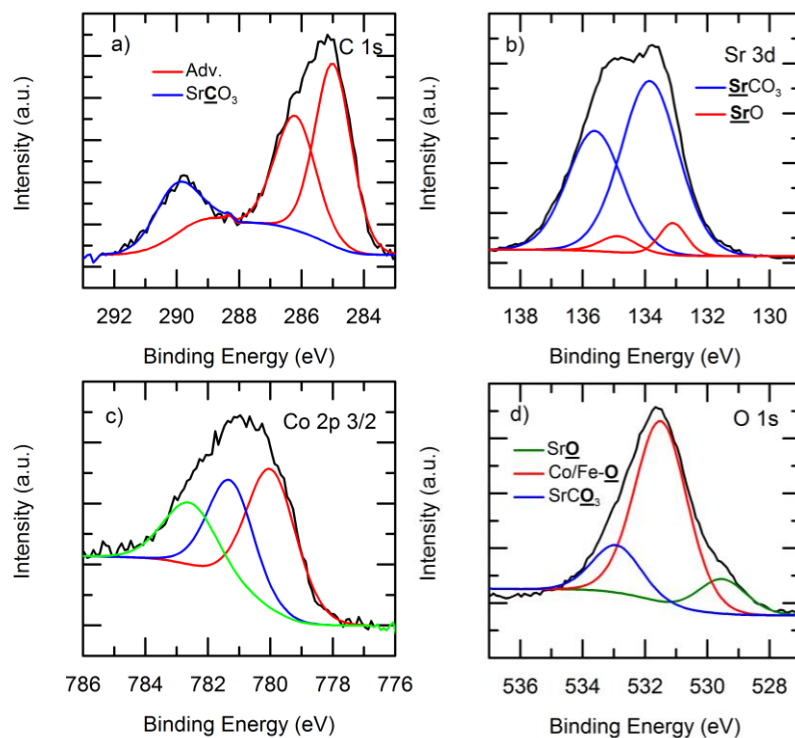 a)
C 1s
Adv.
SrCO₃
Intensity (a.u.)
292 290 288 286 284
Binding Energy (eV)
b)
Sr 3d
SrCO₃
SrO
Intensity (a.u.)
138 136 134 132 130
Binding Energy (eV)
c)
Co 2p 3/2
Intensity (a.u.)
786 784 782 780 778 776
Binding Energy (eV)
d)
O 1s
SrO
Co/Fe-O
SrCO₃
Intensity (a.u.)
536 534 532 530 528
Binding Energy (eV)